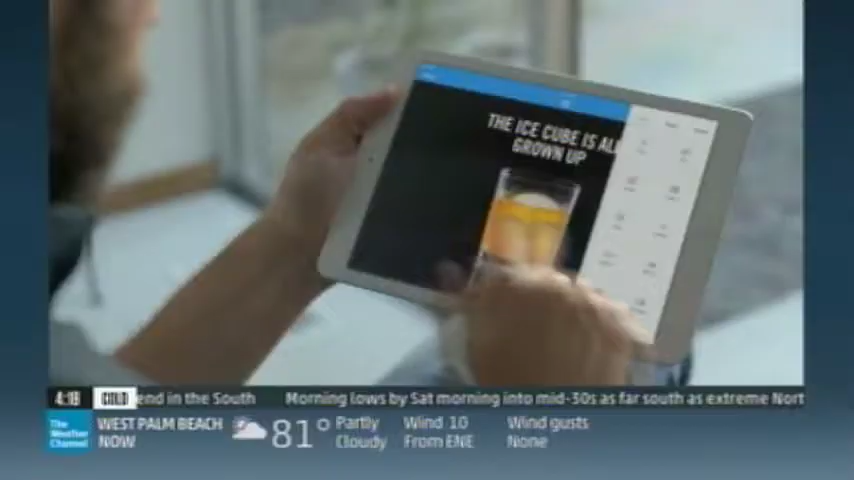 THE ICE CUBE IS ALL
GROWN UP
4:18 COLD end in the South Morning lows by Sat morning into mid-30s as far south as extreme Nort
The
Weather
Channel
WEST PALM BEACH
NOW
81°
Partly
Cloudy
Wind 10
From ENE
Wind gusts
None